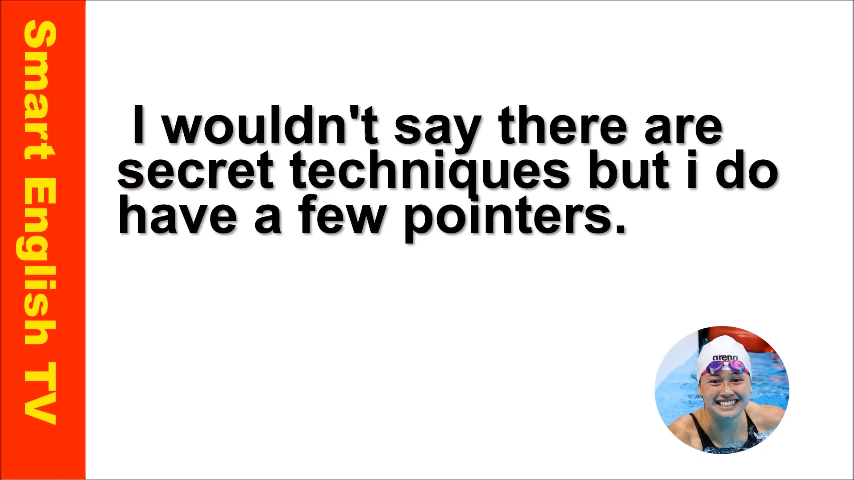 Smart English TV
I wouldn't say there are
secret techniques but i do
have a few pointers.
arena